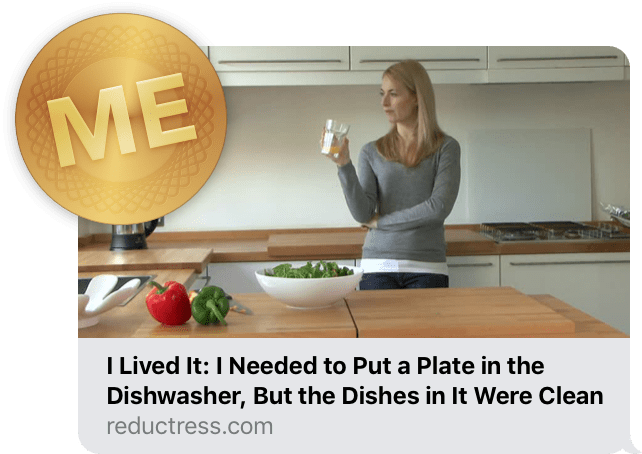 ME
I Lived It: I Needed to Put a Plate in the
Dishwasher, But the Dishes in It Were Clean
reductress.com